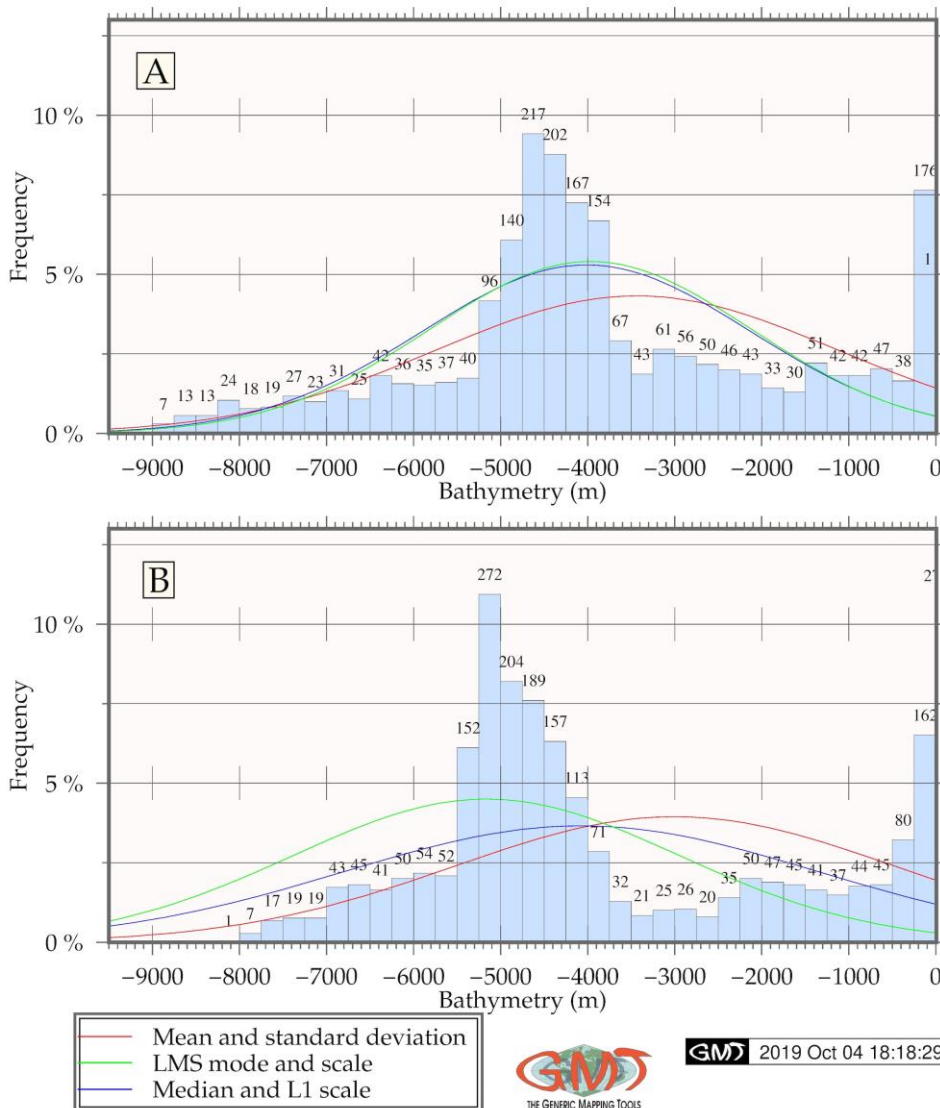 A
Frequency
10 %
5 %
0 %
7 13 13 24 18 19 27 23 31 25 42 36 35 37 40 96 140 217 202 167 154 67 43 61 56 50 46 43 33 30 51 42 42 47 38 176 1
−9000 −8000 −7000 −6000 −5000 −4000 −3000 −2000 −1000 0
Bathymetry (m)
B
Frequency
10 %
5 %
0 %
1 7 17 19 19 43 45 41 50 54 52 152 272 204 189 157 113 71 32 21 25 26 20 35 50 47 45 41 37 44 45 80 162
−9000 −8000 −7000 −6000 −5000 −4000 −3000 −2000 −1000 0
Bathymetry (m)
Mean and standard deviation
LMS mode and scale
Median and L1 scale
GMT
THE GENERIC MAPPING TOOLS
GMT 2019 Oct 04 18:18:29